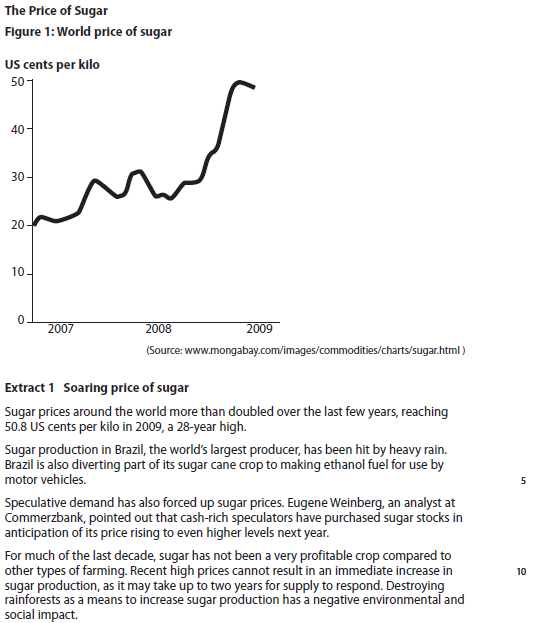 The Price of Sugar
Figure 1: World price of sugar
US cents per kilo
50
40
30
20
10
0
2007 2008 2009
(Source: www.mongabay.com/images/commodities/charts/sugar.html )
Extract 1 Soaring price of sugar
Sugar prices around the world more than doubled over the last few years, reaching
50.8 US cents per kilo in 2009, a 28-year high.
Sugar production in Brazil, the world's largest producer, has been hit by heavy rain.
Brazil is also diverting part of its sugar cane crop to making ethanol fuel for use by
motor vehicles. 5
Speculative demand has also forced up sugar prices. Eugene Weinberg, an analyst at
Commerzbank, pointed out that cash-rich speculators have purchased sugar stocks in
anticipation of its price rising to even higher levels next year.
For much of the last decade, sugar has not been a very profitable crop compared to
other types of farming. Recent high prices cannot result in an immediate increase in 10
sugar production, as it may take up to two years for supply to respond. Destroying
rainforests as a means to increase sugar production has a negative environmental and
social impact.